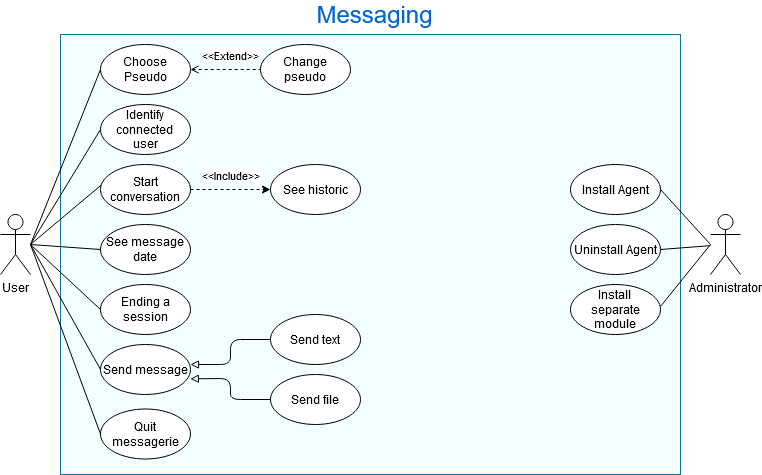 Messaging
Choose
Pseudo
<<Extend>>
Change
pseudo
Identify
connected
user
Start
conversation
<<Include>>
See historic
See message
date
Ending a
session
Send message
Send text
Send file
Quit
messagerie
User
Install Agent
Uninstall Agent
Install
separate
module
Administrator